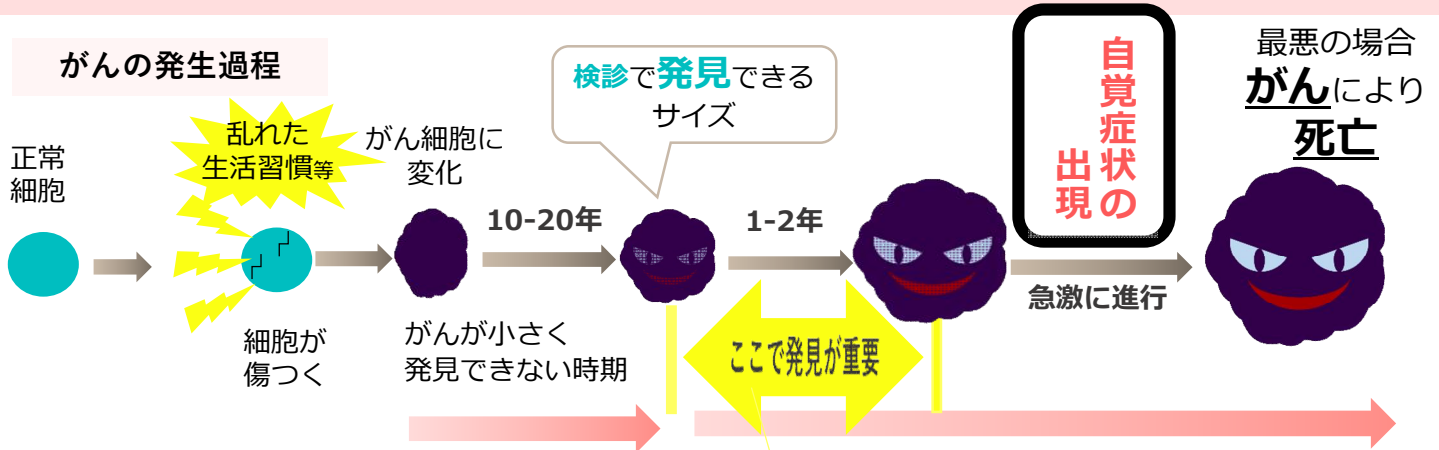 がんの発生過程
正常
細胞
乱れた
生活習慣等
細胞が
傷つく
がん細胞に
変化
10-20年
がんが小さく
発見できない時期
検診で発見できる
サイズ
1-2年
ここで発見が重要
自覚症状の
出現
急激に進行
最悪の場合
がんにより
死亡